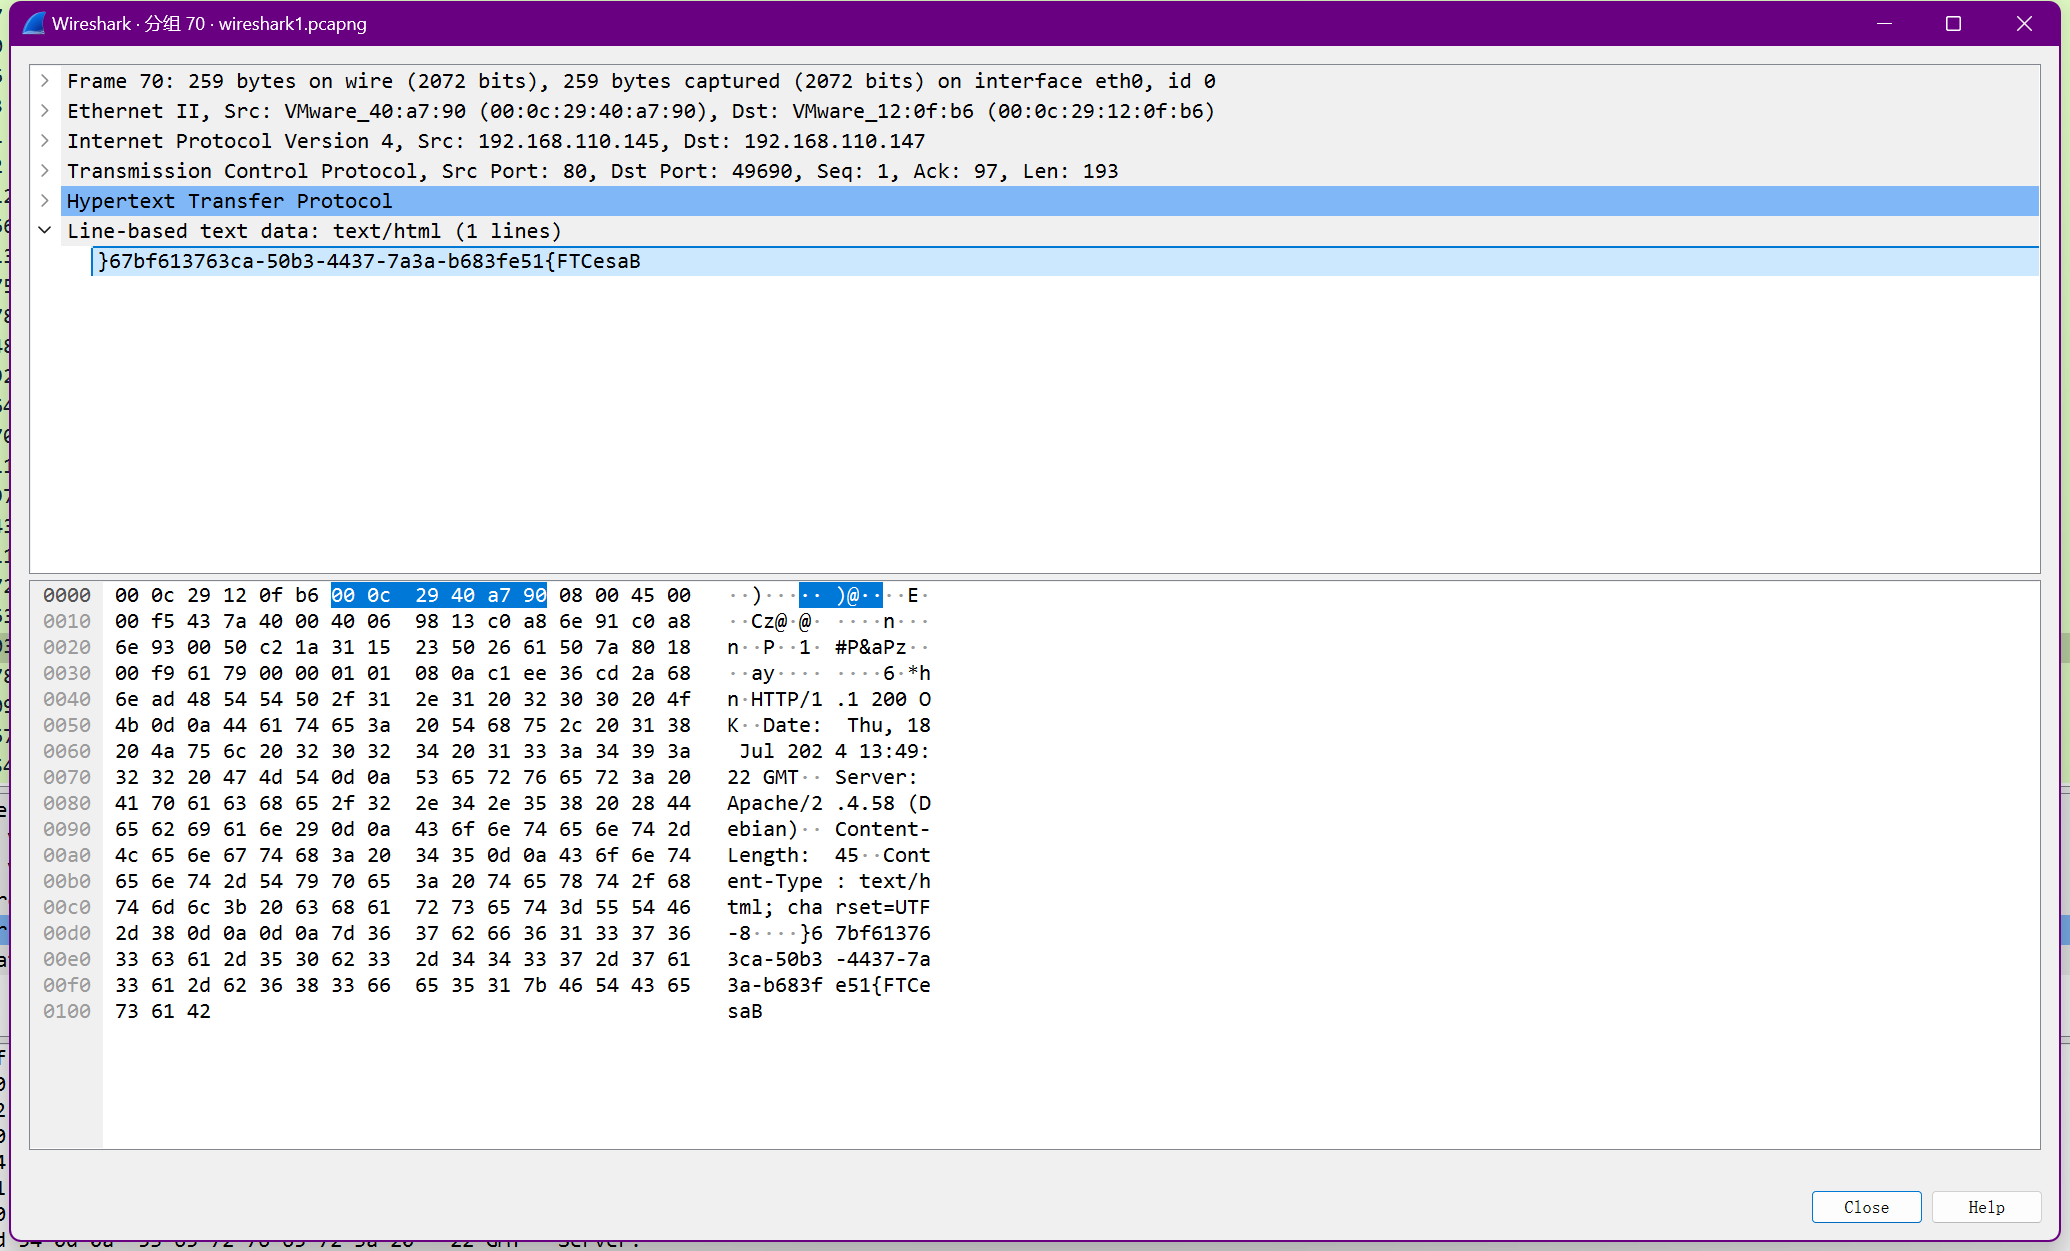 Wireshark · 分组 70 · wireshark1.pcapng
Frame 70: 259 bytes on wire (2072 bits), 259 bytes captured (2072 bits) on interface eth0, id 0
Ethernet II, Src: VMware_40:a7:90 (00:0c:29:40:a7:90), Dst: VMware_12:0f:b6 (00:0c:29:12:0f:b6)
Internet Protocol Version 4, Src: 192.168.110.145, Dst: 192.168.110.147
Transmission Control Protocol, Src Port: 80, Dst Port: 49690, Seq: 1, Ack: 97, Len: 193
Hypertext Transfer Protocol
Line-based text data: text/html (1 lines)
}67bf613763ca-50b3-4437-7a3a-b683fe51{FTCesaB
0000 00 0c 29 12 0f b6 00 0c 29 40 a7 90 08 00 45 00 ··)····· )@····E·
0010 00 f5 43 7a 40 00 40 06 98 13 c0 a8 6e 91 c0 a8 ··Cz@·@· ····n···
0020 6e 93 00 50 c2 1a 31 15 23 50 26 61 50 7a 80 18 n··P··1· #P&aPz··
0030 00 f9 61 79 00 00 01 01 08 0a c1 ee 36 cd 2a 68 ··ay···· ····6·*h
0040 6e ad 48 54 54 50 2f 31 2e 31 20 32 30 30 20 4f n·HTTP/1 .1 200 O
0050 4b 0d 0a 44 61 74 65 3a 20 54 68 75 2c 20 31 38 K··Date: Thu, 18
0060 20 4a 75 6c 20 32 30 32 34 20 31 33 3a 34 39 3a Jul 202 4 13:49:
0070 32 32 20 47 4d 54 0d 0a 53 65 72 76 65 72 3a 20 22 GMT·· Server:
0080 41 70 61 63 68 65 2f 32 2e 34 2e 35 38 20 28 44 Apache/2 .4.58 (D
0090 65 62 69 61 6e 29 0d 0a 43 6f 6e 74 65 6e 74 2d ebian)·· Content-
00a0 4c 65 6e 67 74 68 3a 20 34 35 0d 0a 43 6f 6e 74 Length: 45··Cont
00b0 65 6e 74 2d 54 79 70 65 3a 20 74 65 78 74 2f 68 ent-Type : text/h
00c0 74 6d 6c 3b 20 63 68 61 72 73 65 74 3d 55 54 46 tml; cha rset=UTF
00d0 2d 38 0d 0a 0d 0a 7d 36 37 62 66 36 31 33 37 36 -8····}6 7bf61376
00e0 33 63 61 2d 35 30 62 33 2d 34 34 33 37 2d 37 61 3ca-50b3 -4437-7a
00f0 33 61 2d 62 36 38 33 66 65 35 31 7b 46 54 43 65 3a-b683f e51{FTCe
0100 73 61 42 saB
Close Help